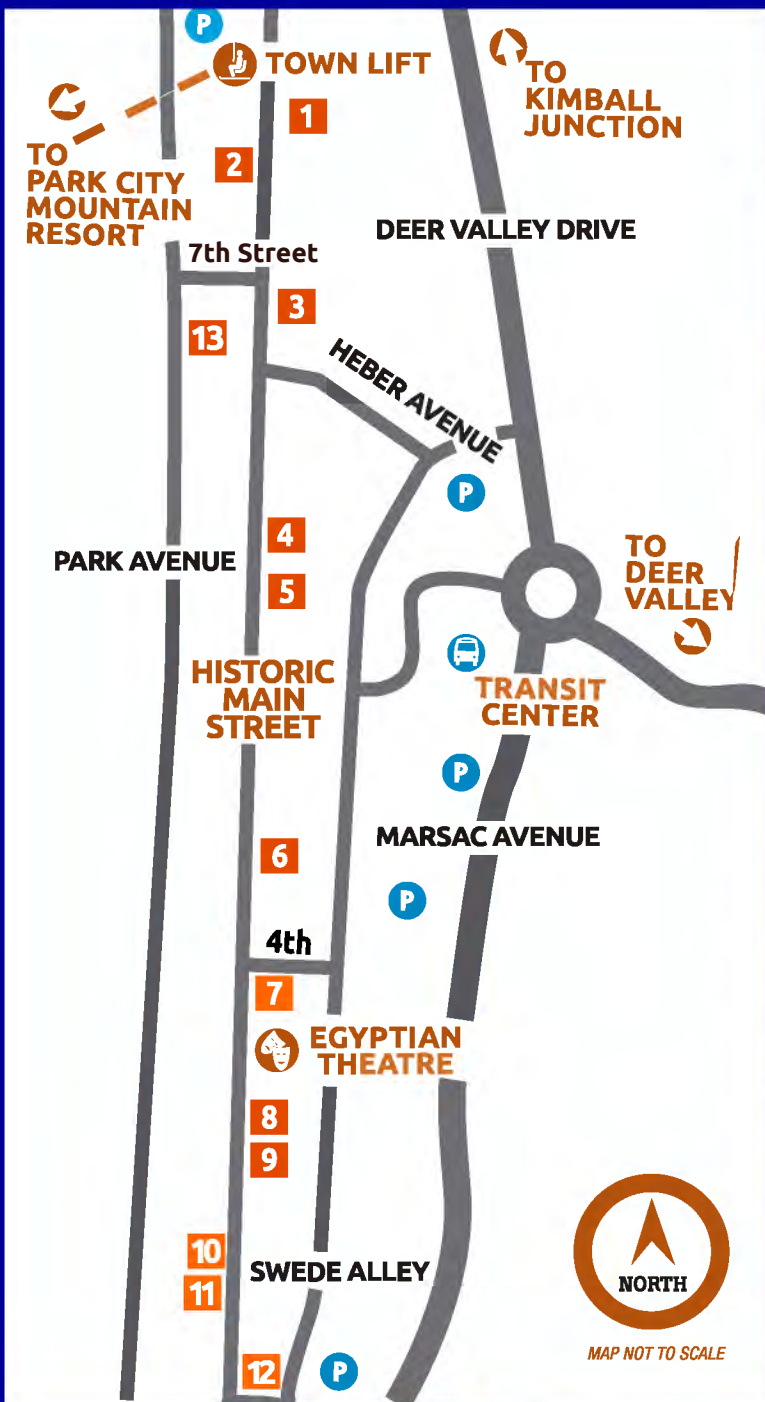 P
TOWN LIFT
TO
KIMBALL
JUNCTION
1
TO
PARK CITY
MOUNTAIN
RESORT
2
DEER VALLEY DRIVE
7th Street
3
13
HEBER AVENUE
P
4
PARK AVENUE
5
TO
DEER
VALLEY
HISTORIC
MAIN
STREET
TRANSIT
CENTER
P
MARSAC AVENUE
6
P
4th
7
EGYPTIAN
THEATRE
8
9
10
11
SWEDE ALLEY
NORTH
12
P
MAP NOT TO SCALE